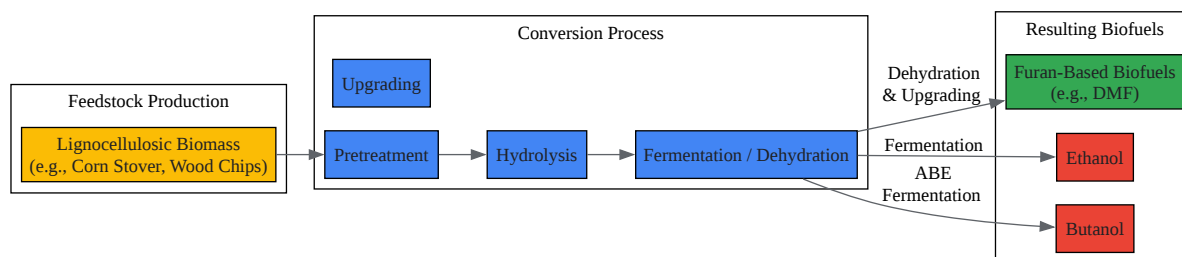 Feedstock Production
Lignocellulosic Biomass
(e.g., Corn Stover, Wood Chips)
Conversion Process
Upgrading
Pretreatment
Hydrolysis
Fermentation / Dehydration
Dehydration
& Upgrading
Fermentation
ABE
Fermentation
Resulting Biofuels
Furan-Based Biofuels
(e.g., DMF)
Ethanol
Butanol